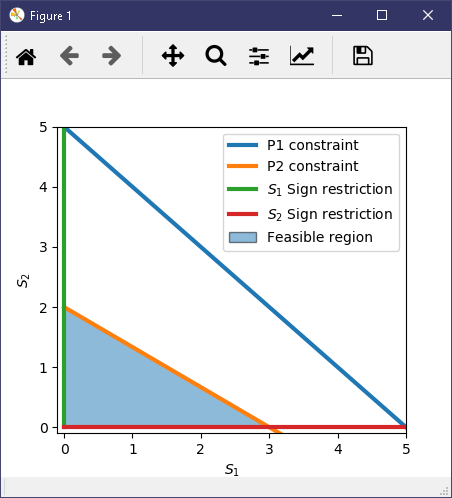 Figure 1
P1 constraint
P2 constraint
S₁ Sign restriction
S₂ Sign restriction
Feasible region
5
4
3
2
1
0
S₂
0 1 2 3 4 5
S₁